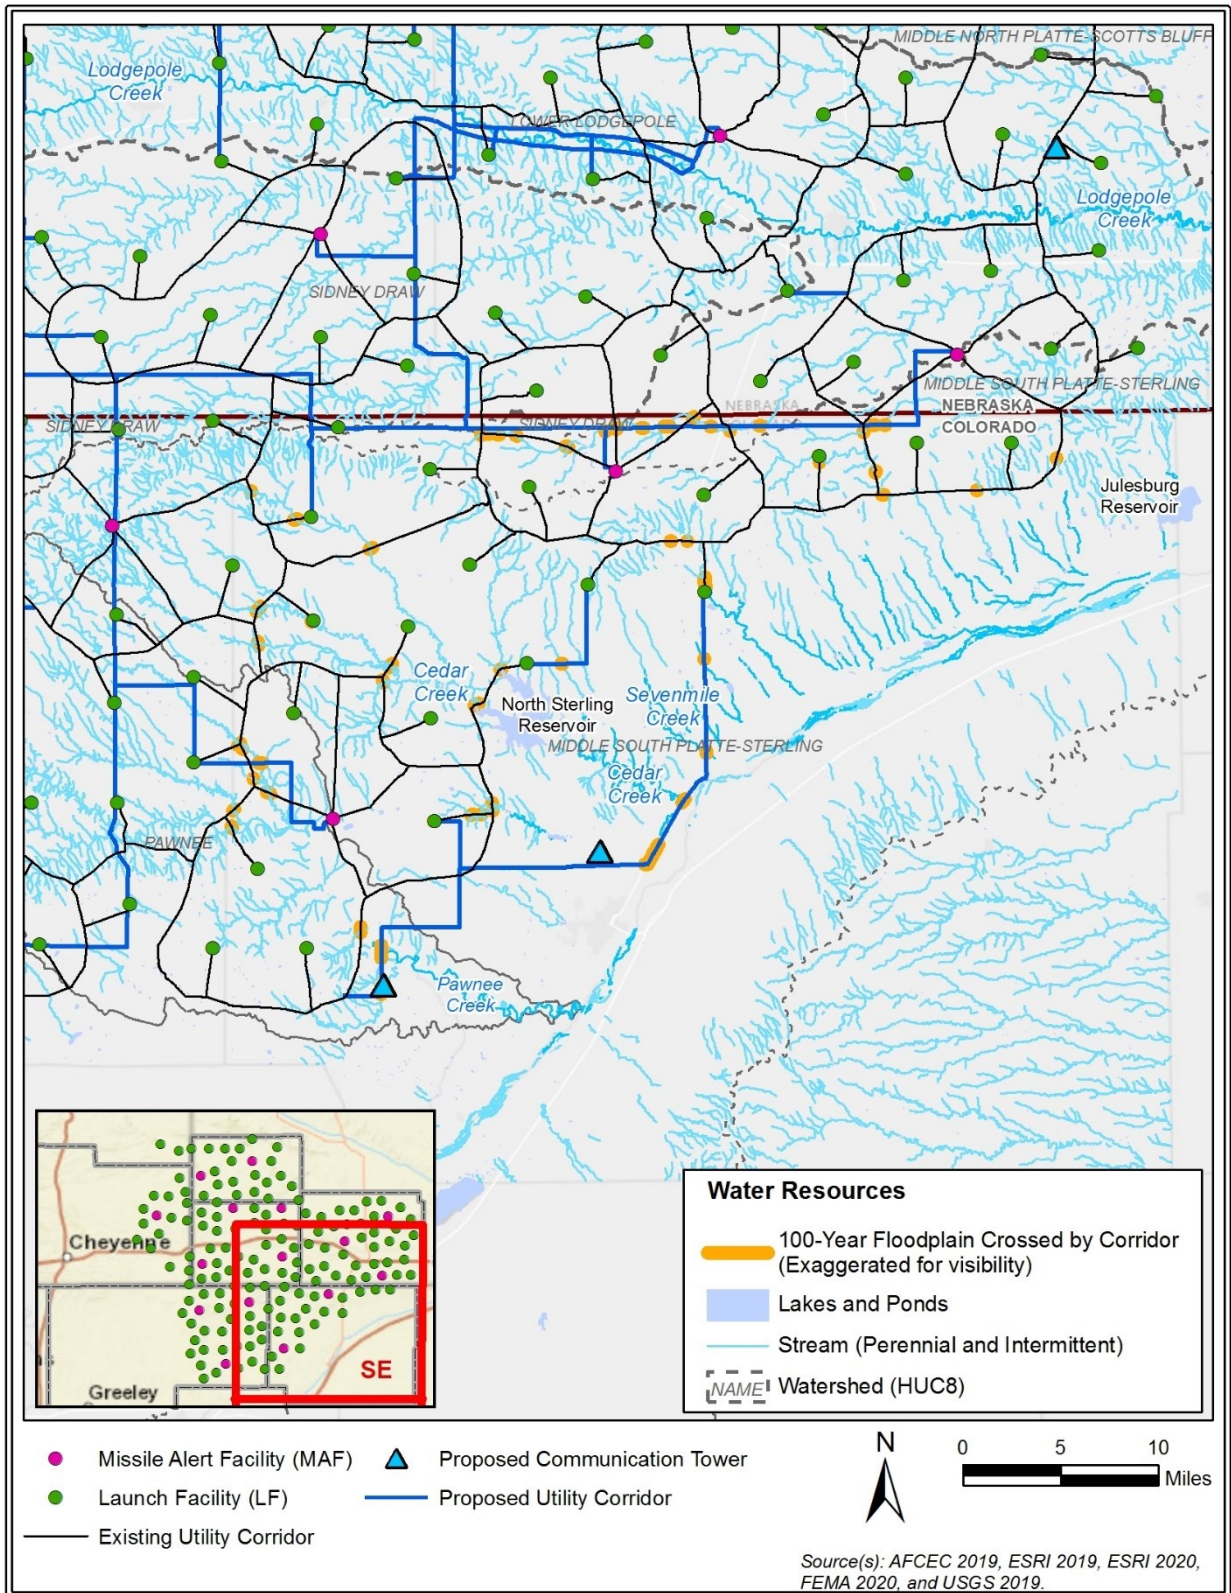 MIDDLE NORTH PLATTE-SCOTTS BLUFF
Lodgepole
Creek
LOWER LODGEPOLE
Lodgepole
Creek
SIDNEY DRAW
MIDDLE SOUTH PLATTE-STERLING
NEBRASKA
NEBRASKA
COLORADO
SIDNEY DRAW
SIDNEY DRAW
Julesburg
Reservoir
Cedar
Creek
North Sterling
Reservoir
Sevenmile
Creek
MIDDLE SOUTH PLATTE-STERLING
Cedar
Creek
PAWNEE
Pawnee
Creek
Cheyenne
Greeley
SE
Water Resources
100-Year Floodplain Crossed by Corridor
(Exaggerated for visibility)
Lakes and Ponds
Stream (Perennial and Intermittent)
NAME
Watershed (HUC8)
Missile Alert Facility (MAF)
Proposed Communication Tower
Launch Facility (LF)
Proposed Utility Corridor
Existing Utility Corridor
N
0 5 10
Miles
Source(s): AFCEC 2019, ESRI 2019, ESRI 2020,
FEMA 2020, and USGS 2019.